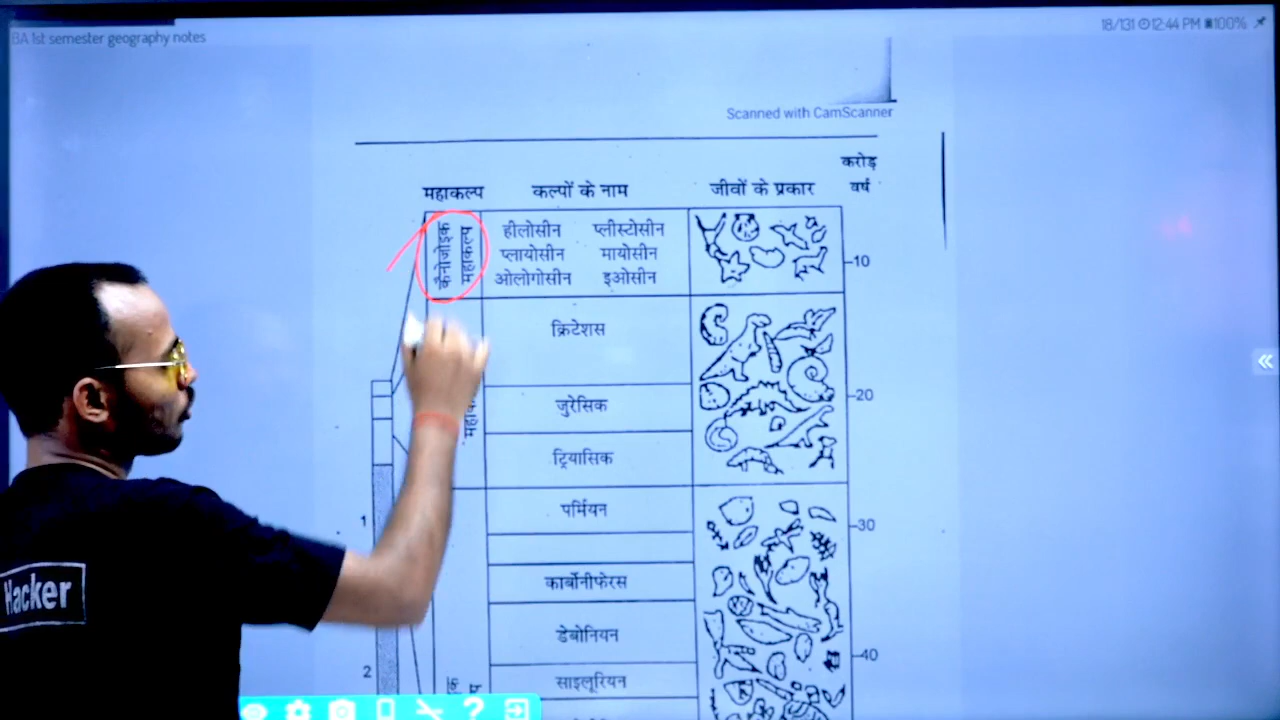 BA 1st semester geography notes
18/131 12:44 PM 100%
Scanned with CamScanner
करोड़
महाकल्प कल्पों के नाम जीवों के प्रकार वर्ष
कैनोजोइक
महाकल्प
हीलोसीन प्लीस्टोसीन
प्लायोसीन मायोसीन
ओलोगोसीन इओसीन
10
क्रिटेशस
20
जुरेसिक
ट्रियासिक
पर्मियन
1
30
कार्बोनीफेरस
डेबोनियन
40
2
साइलूरियन
Hacker